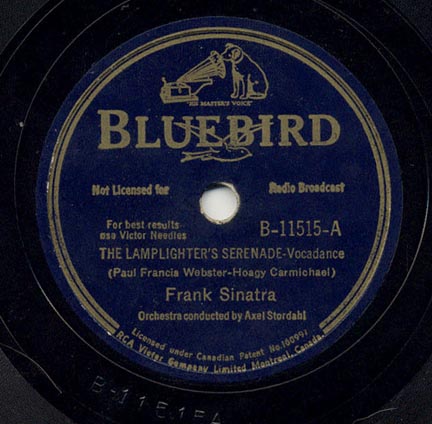 "HIS MASTER'S VOICE"
BLUEBIRD
Not Licensed for Radio Broadcast
For best results
use Victor Needles
B-11515-A
THE LAMPLIGHTER'S SERENADE-Vocadance
(Paul Francis Webster-Hoagy Carmichael)
Frank Sinatra
Orchestra conducted by Axel Stordahl
Licensed under Canadian Patent No. 160991
RCA Victor Company Limited Montreal, Canada.
B-11515A